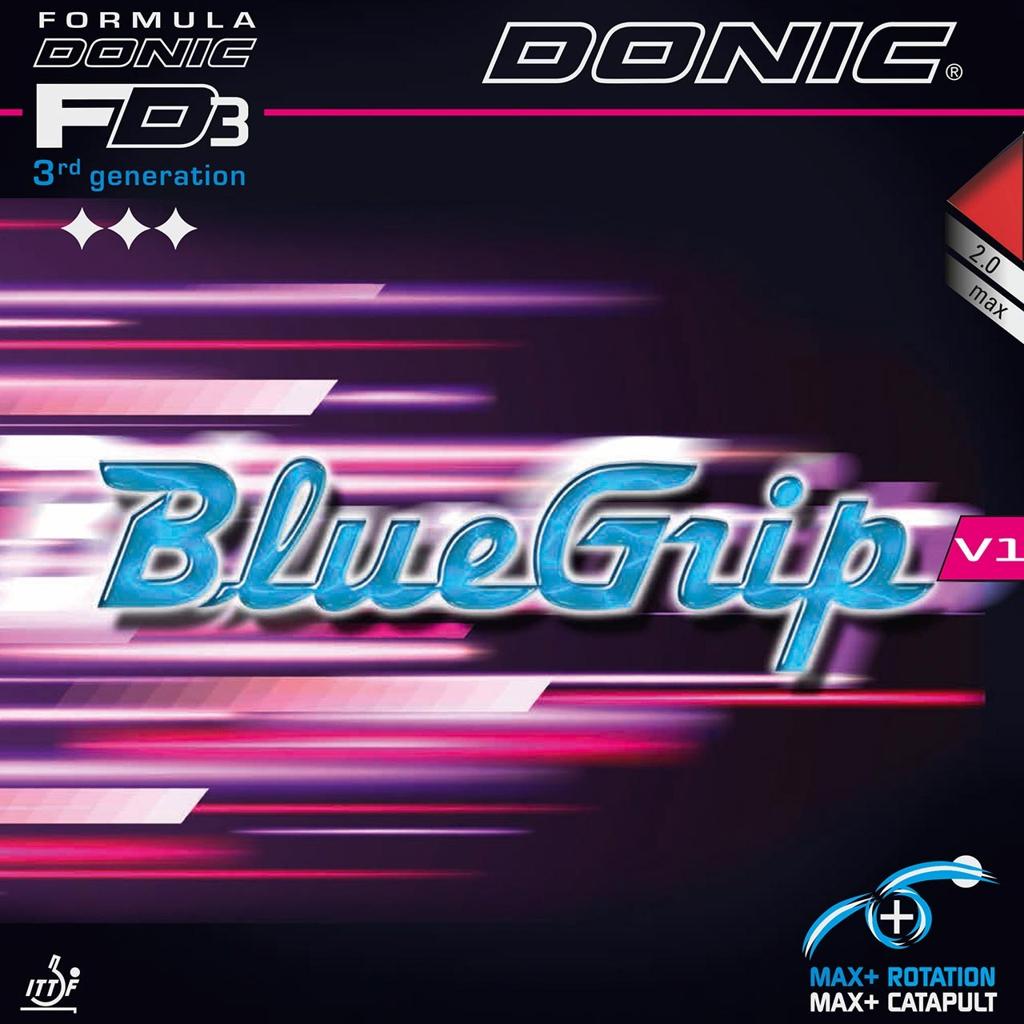 FORMULA
DONIC
DONIC®
FD3
3rd generation
2.0
max
BlueGrip
V1
ITTF
MAX+ ROTATION
MAX+ CATAPULT